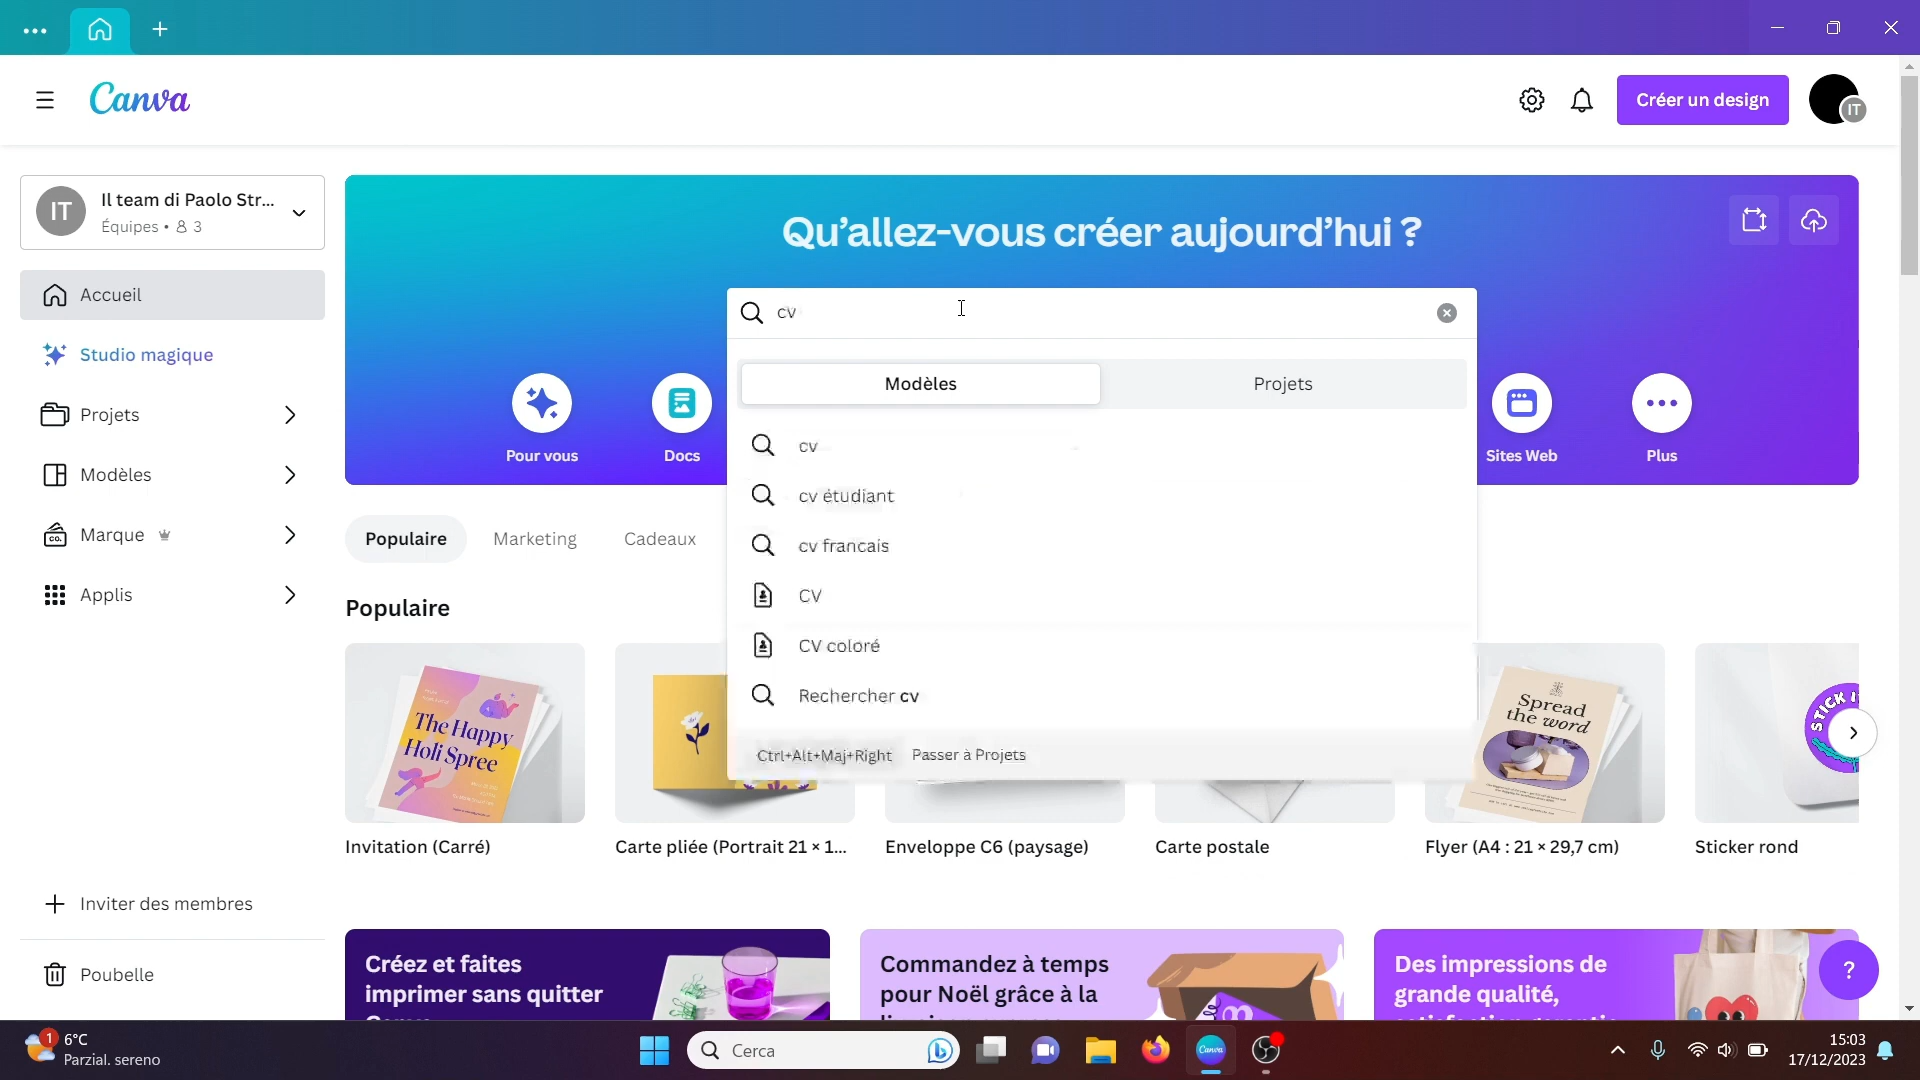 Canva
Créer un design
IT
IT
Il team di Paolo Str...
Équipes • 3
Accueil
Studio magique
Projets
Modèles
Marque
Applis
Inviter des membres
Poubelle
Qu'allez-vous créer aujourd'hui ?
cv
Modèles
Projets
cv
cv étudiant
cv francais
CV
CV coloré
Rechercher cv
Ctrl+Alt+Maj+Right Passer à Projets
Pour vous
Docs
Sites Web
Plus
Populaire
Marketing
Cadeaux
Populaire
The Happy
Holi Spree
Spread
the word
STICK IT
Invitation (Carré)
Carte pliée (Portrait 21 × 1...
Enveloppe C6 (paysage)
Carte postale
Flyer (A4 : 21 × 29,7 cm)
Sticker rond
Créez et faites
imprimer sans quitter
Commandez à temps
pour Noël grâce à la
Des impressions de
grande qualité,
?
1
6°C
Parzial. sereno
Cerca
Canva
15:03
17/12/2023